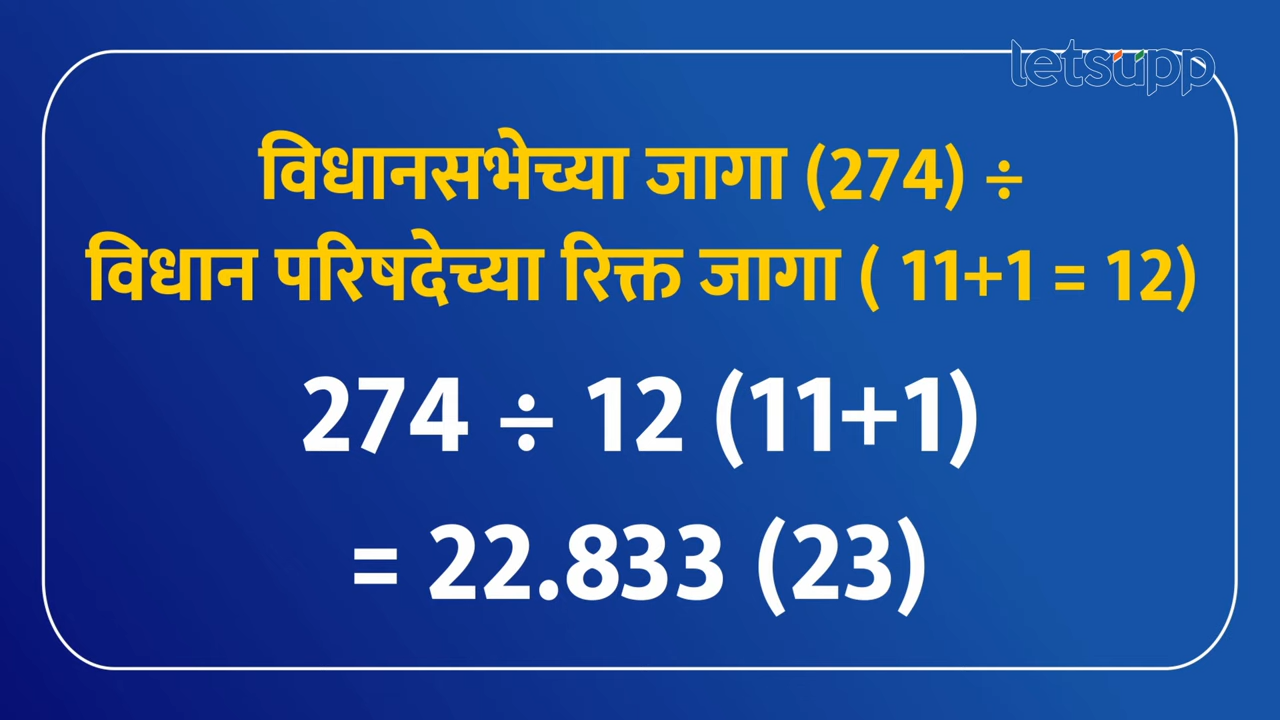 letsupp
विधानसभेच्या जागा (274) ÷
विधान परिषदेच्या रिक्त जागा ( 11+1 = 12)
274 ÷ 12 (11+1)
= 22.833 (23)